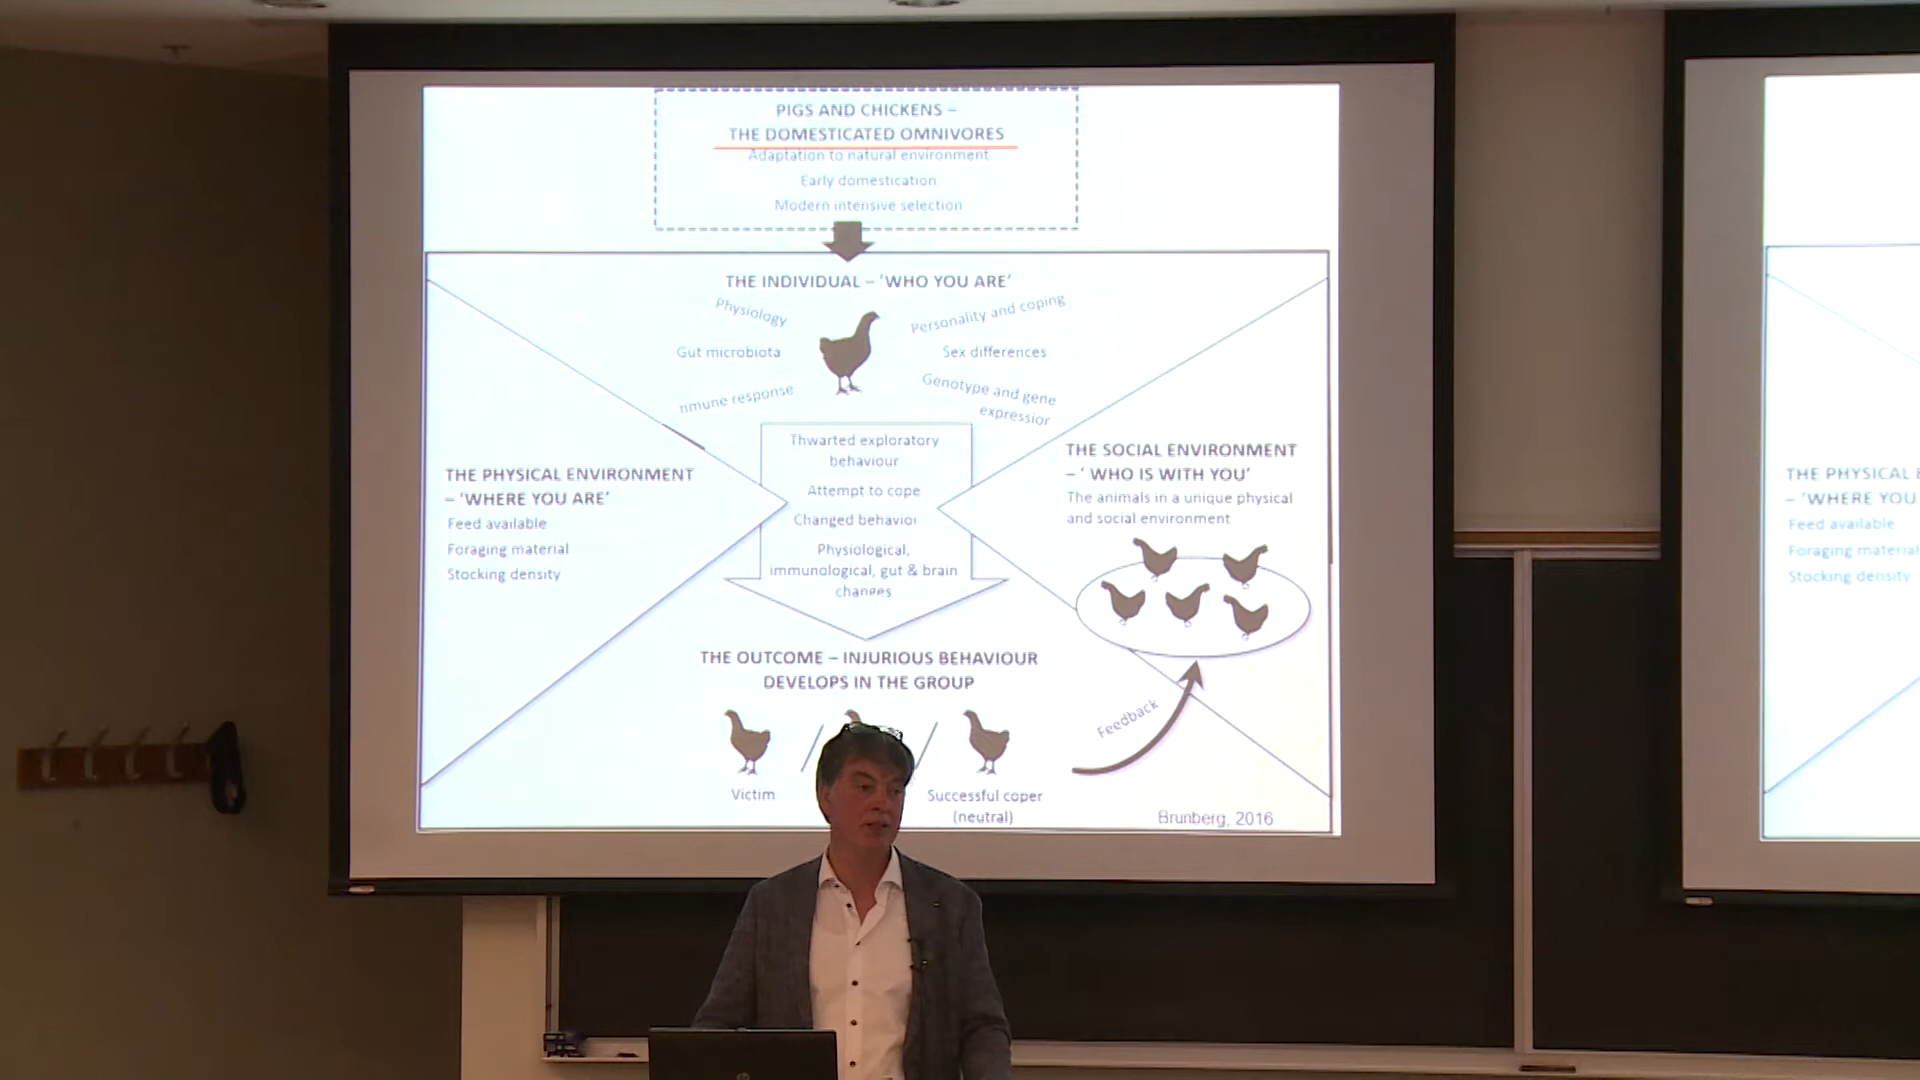 PIGS AND CHICKENS –
THE DOMESTICATED OMNIVORES
Adaptation to natural environment
Early domestication
Modern intensive selection
THE INDIVIDUAL – ‘WHO YOU ARE’
Physiology
Personality and coping
Gut microbiota
Sex differences
nmune response
Genotype and gene
expression
Thwarted exploratory
behaviour
Attempt to cope
Changed behavior
Physiological,
immunological, gut & brain
changes
THE PHYSICAL ENVIRONMENT
– ‘WHERE YOU ARE’
Feed available
Foraging material
Stocking density
THE SOCIAL ENVIRONMENT
– ‘ WHO IS WITH YOU’
The animals in a unique physical
and social environment
THE OUTCOME – INJURIOUS BEHAVIOUR
DEVELOPS IN THE GROUP
Feedback
Victim
Successful coper
(neutral)
Brunberg, 2016
THE PHYSICAL E
– ‘WHERE YOU
Feed available
Foraging material
Stocking density